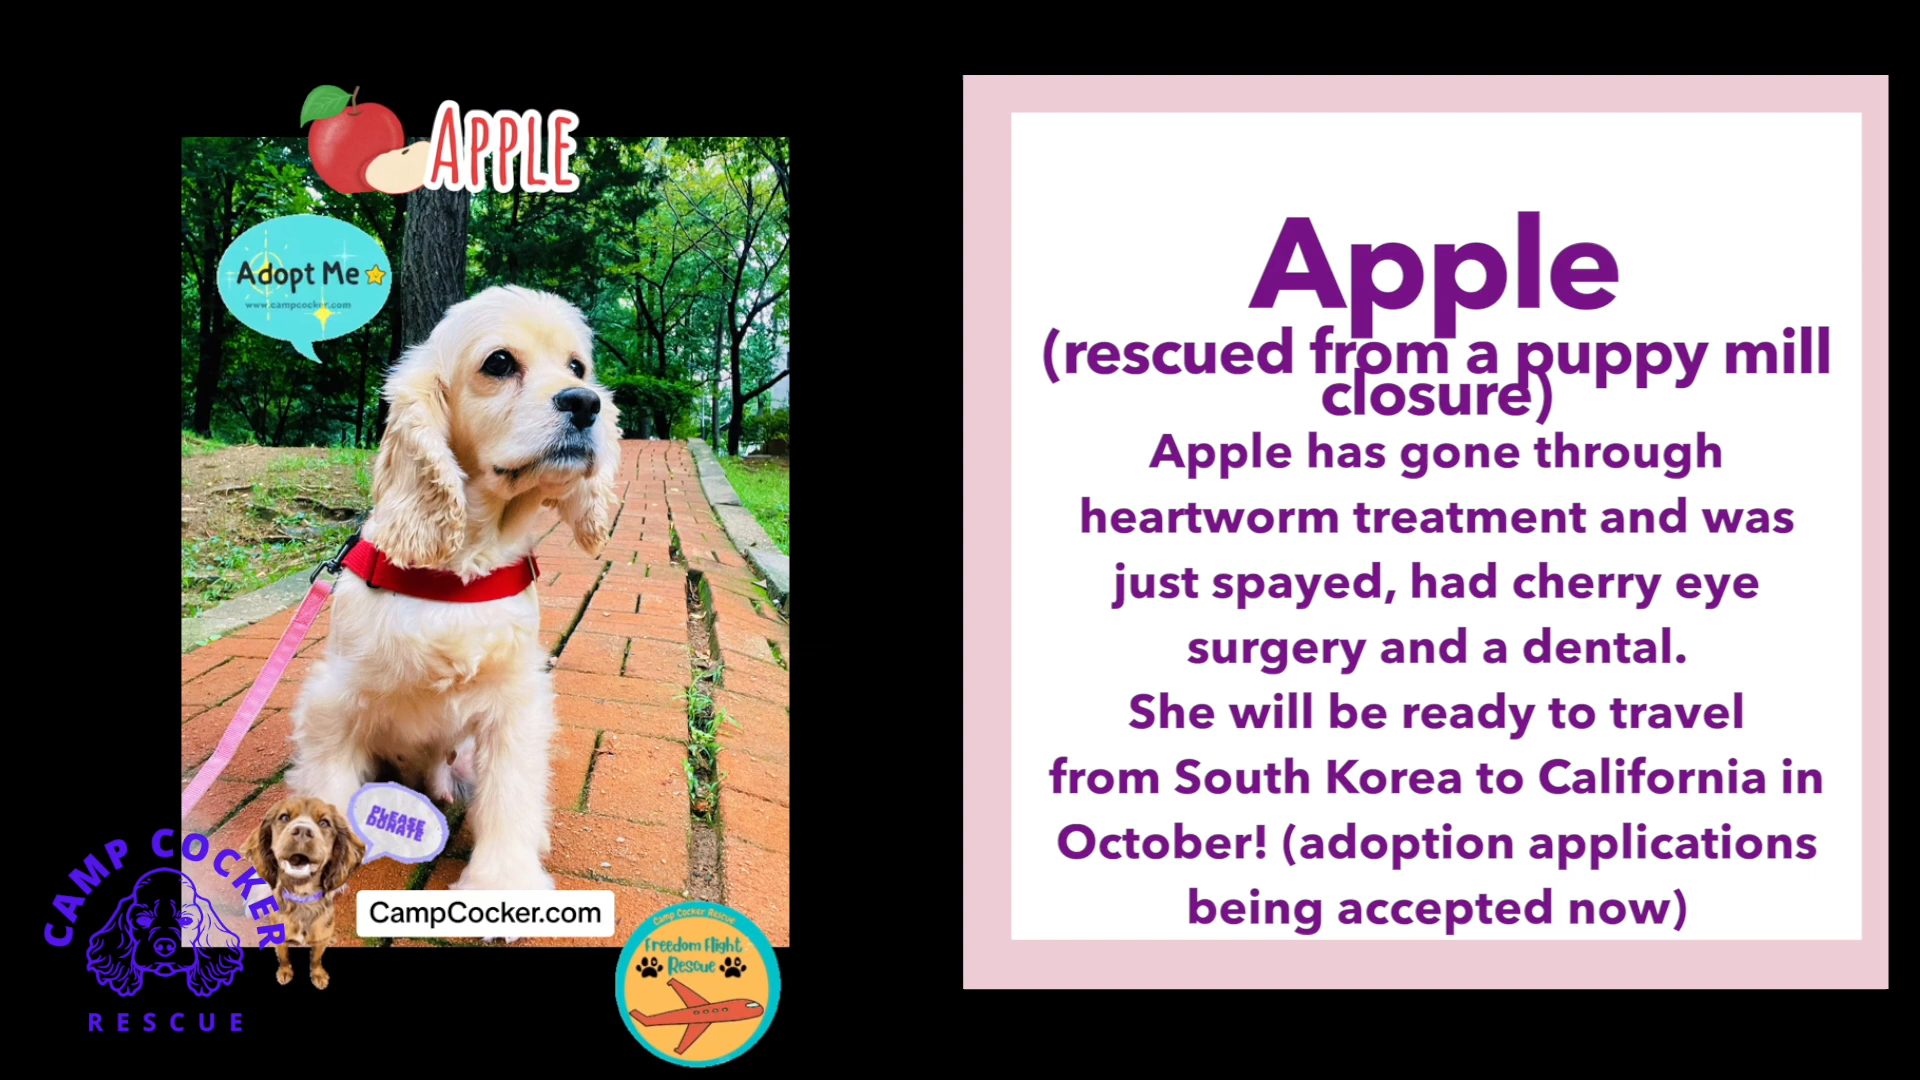 APPLE
Adopt Me
www.campcocker.com
PLEASE
DONATE
CAMP COCKER
RESCUE
CampCocker.com
Camp Cocker Rescue
Freedom Flight
Rescue
Apple
(rescued from a puppy mill
closure)
Apple has gone through
heartworm treatment and was
just spayed, had cherry eye
surgery and a dental.
She will be ready to travel
from South Korea to California in
October! (adoption applications
being accepted now)